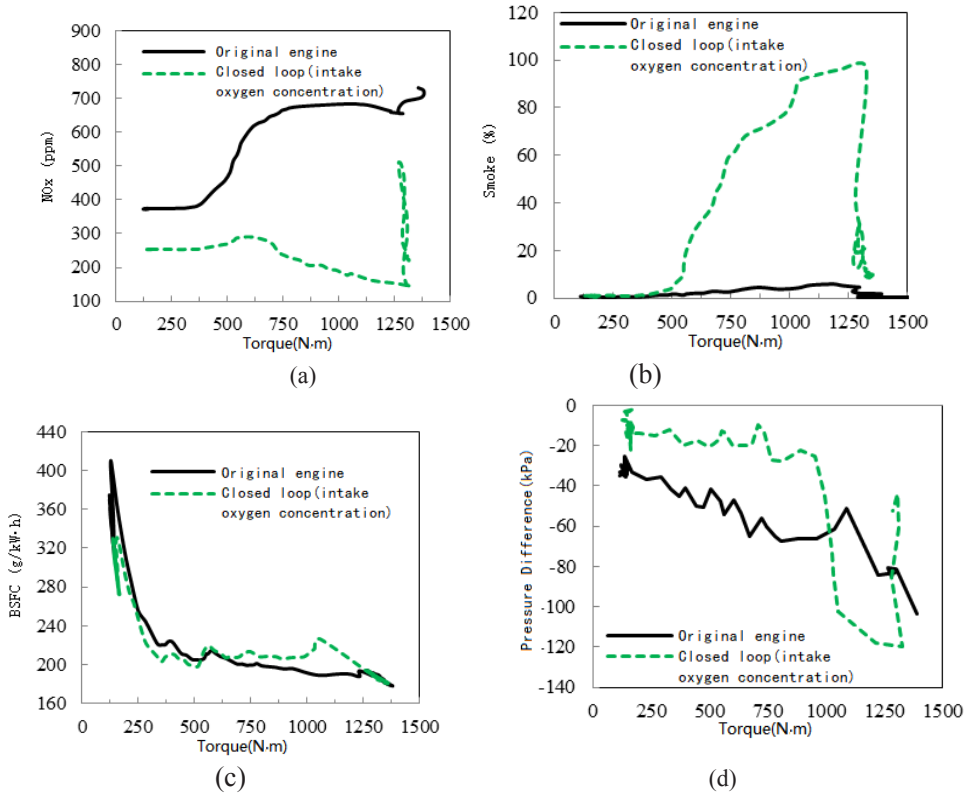 900
800
700
600
500
400
300
200
100
NOx (ppm)
Original engine
Closed loop(intake
oxygen concentration)
0
250
500
750
1000
1250
1500
Torque(N·m)
(a)
120
100
80
60
40
20
0
Smoke (%)
Original engine
Closed loop(intake
oxygen concentration)
0
250
500
750
1000
1250
1500
Torque(N·m)
(b)
440
400
360
320
280
240
200
160
BSFC (g/kW·h)
Original engine
Closed loop(intake
oxygen concentration)
0
250
500
750
1000
1250
1500
Torque(N·m)
(c)
0
-20
-40
-60
-80
-100
-120
-140
Pressure Difference(kPa)
Original engine
Closed loop(intake
oxygen concentration)
0
250
500
750
1000
1250
1500
Torque(N·m)
(d)